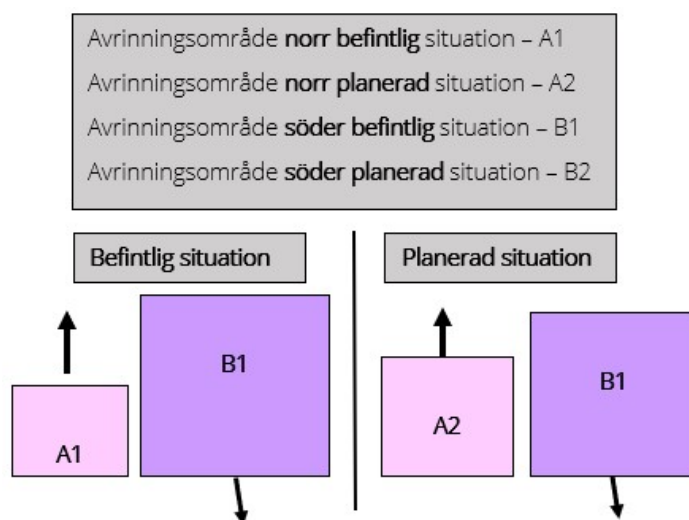 Avrinningsområde norr befintlig situation – A1
Avrinningsområde norr planerad situation – A2
Avrinningsområde söder befintlig situation – B1
Avrinningsområde söder planerad situation – B2
Befintlig situation
Planerad situation
B1
A1
B1
A2